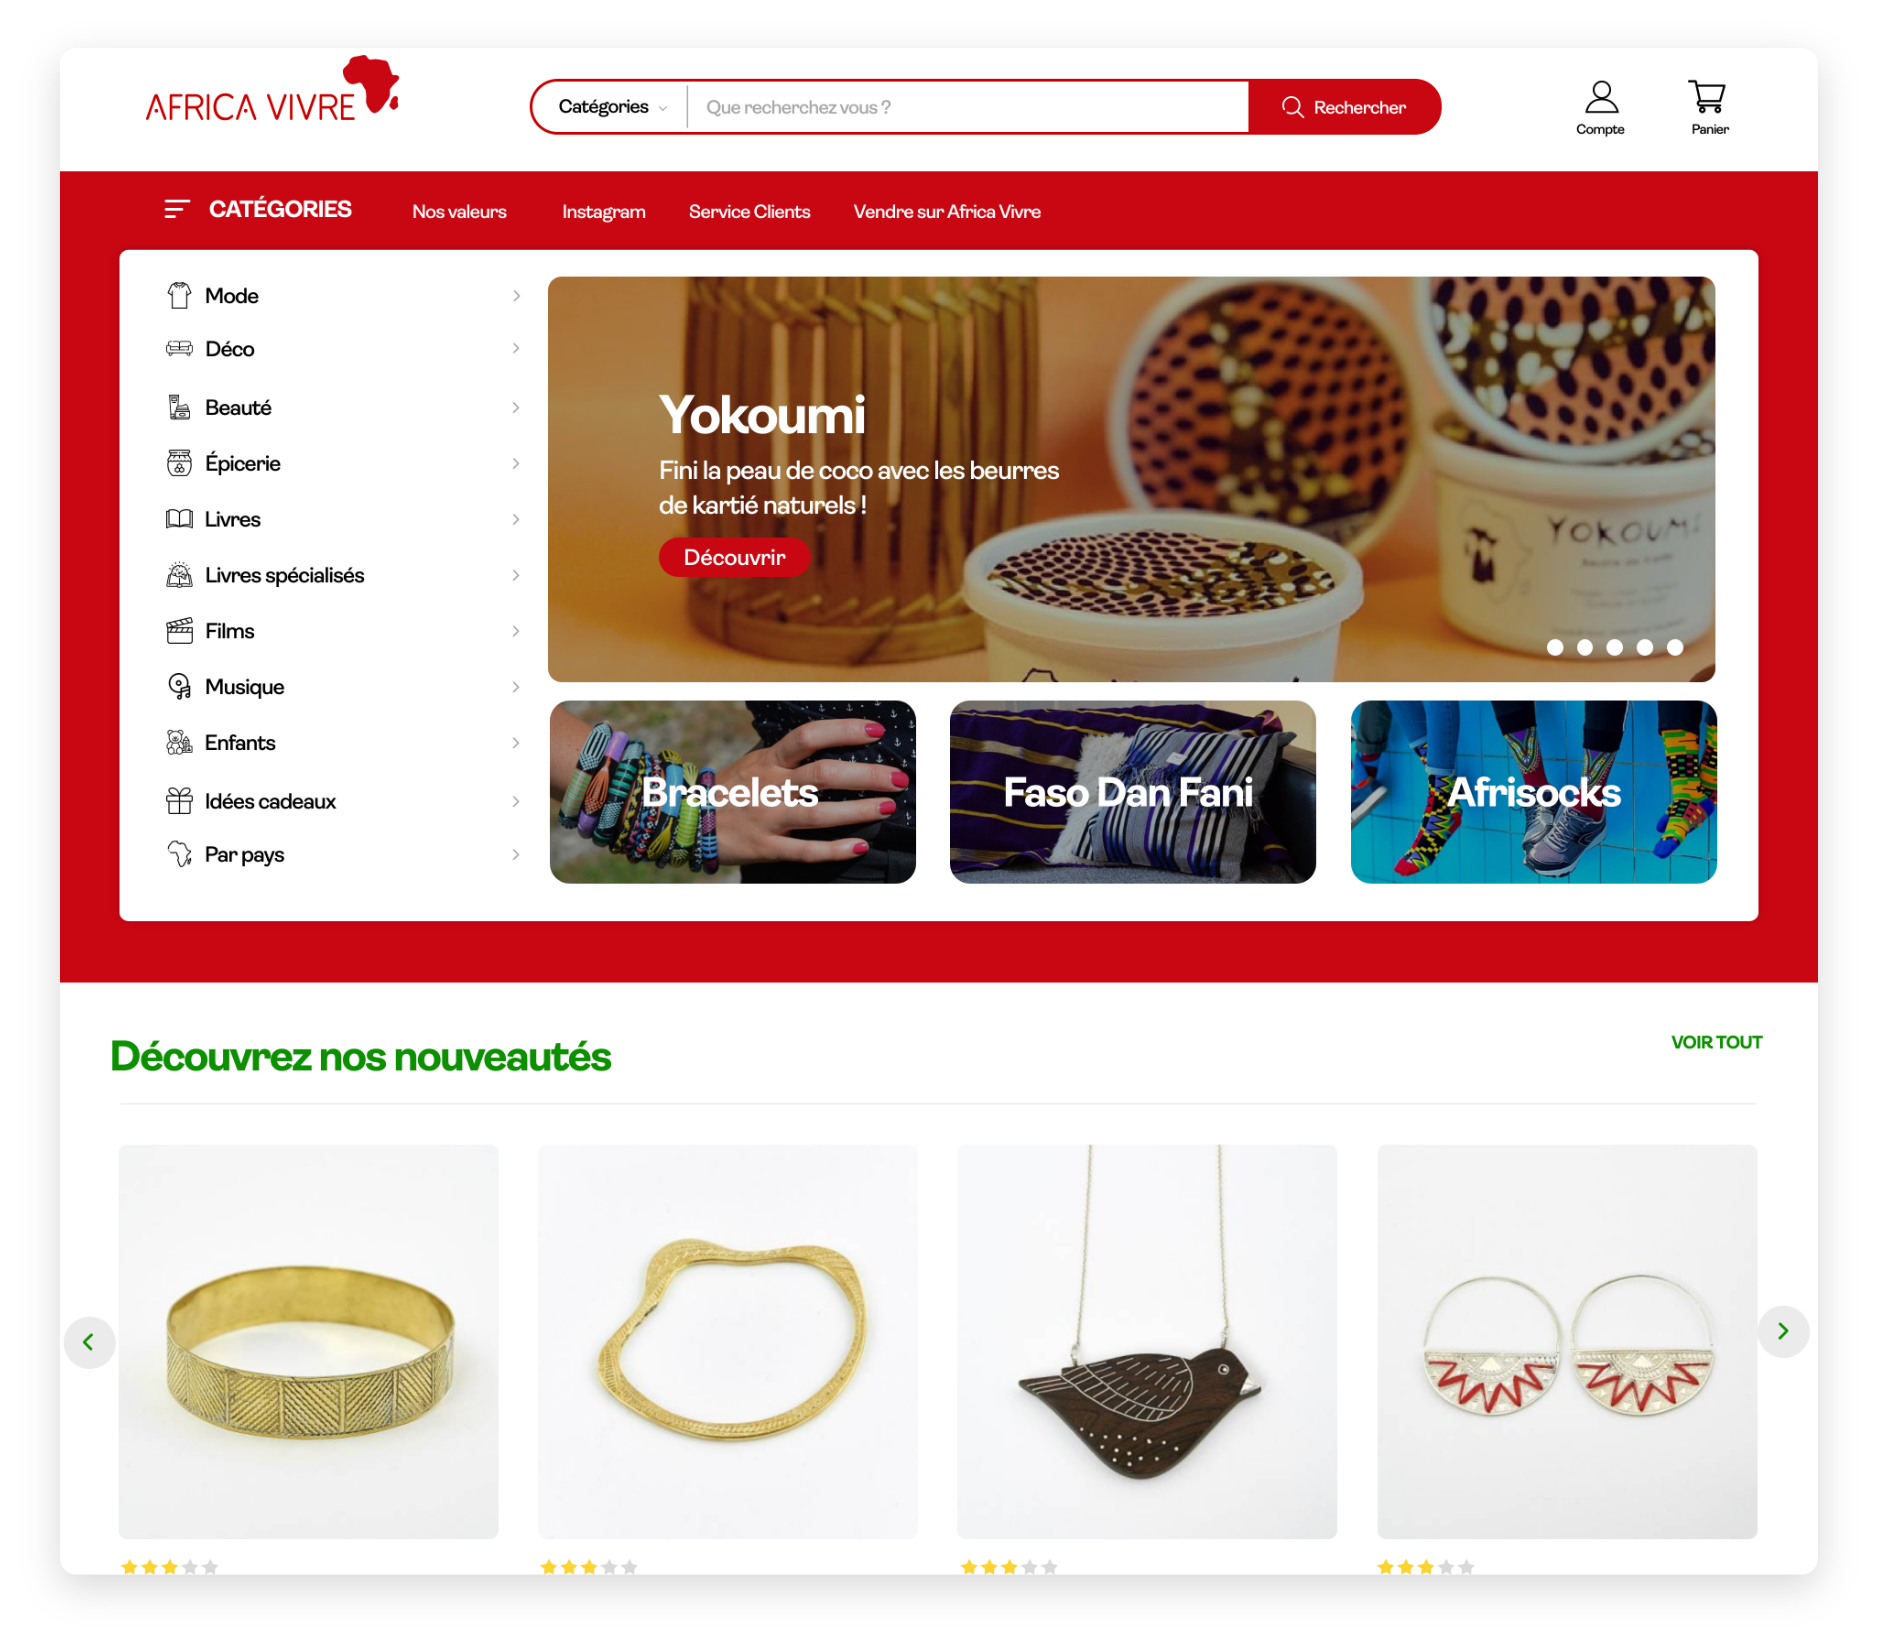 AFRICA VIVRE
Catégories
Que recherchez vous ?
Rechercher
Compte
Panier
CATÉGORIES
Nos valeurs
Instagram
Service Clients
Vendre sur Africa Vivre
Mode
Déco
Beauté
Épicerie
Livres
Livres spécialisés
Films
Musique
Enfants
Idées cadeaux
Par pays
Yokoumi
Fini la peau de coco avec les beurres
de kartié naturels !
Découvrir
YOKOUMI
Bracelets
Faso Dan Fani
Afrisocks
Découvrez nos nouveautés
VOIR TOUT